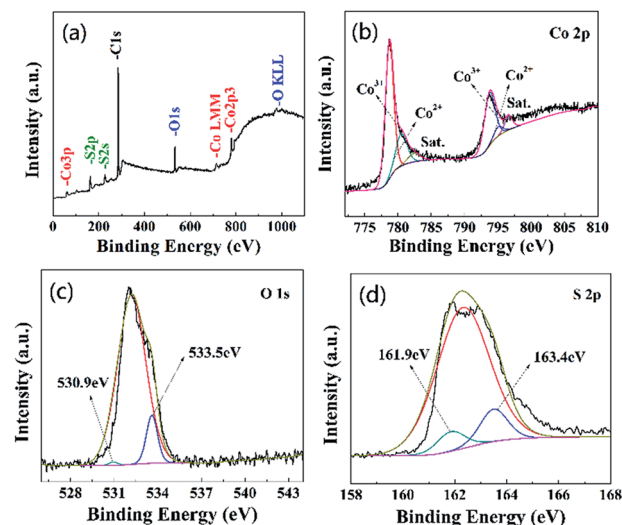 (a)
-Co3p
-S2p
-S2s
-C1s
-O1s
-Co LMM
-Co2p3
-O KLL
Intensity (a.u.)
0 200 400 600 800 1000
Binding Energy (eV)
(b)
Co 2p
Co3+
Co2+
Sat.
Co3+
Co2+
Sat.
Intensity (a.u.)
775 780 785 790 795 800 805 810
Binding Energy (eV)
(c)
O 1s
530.9eV
533.5eV
Intensity (a.u.)
528 531 534 537 540 543
Binding Energy (eV)
(d)
S 2p
161.9eV
163.4eV
Intensity (a.u.)
158 160 162 164 166 168
Binding Energy (eV)